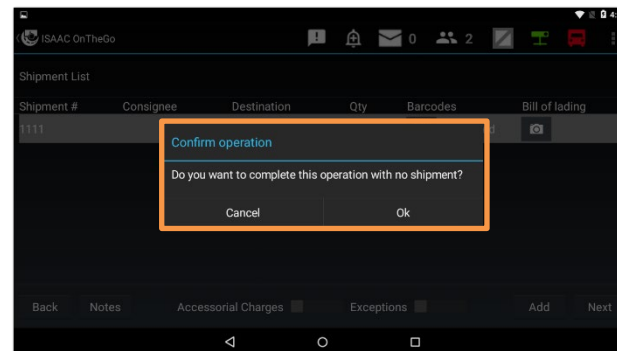 4:
ISAAC OnTheGo 0 2
Shipment List
Shipment # Consignee Destination Qty Barcodes Bill of lading
1111
Confirm operation
Do you want to complete this operation with no shipment?
Cancel Ok
Back Notes Accessorial Charges Exceptions Add Next